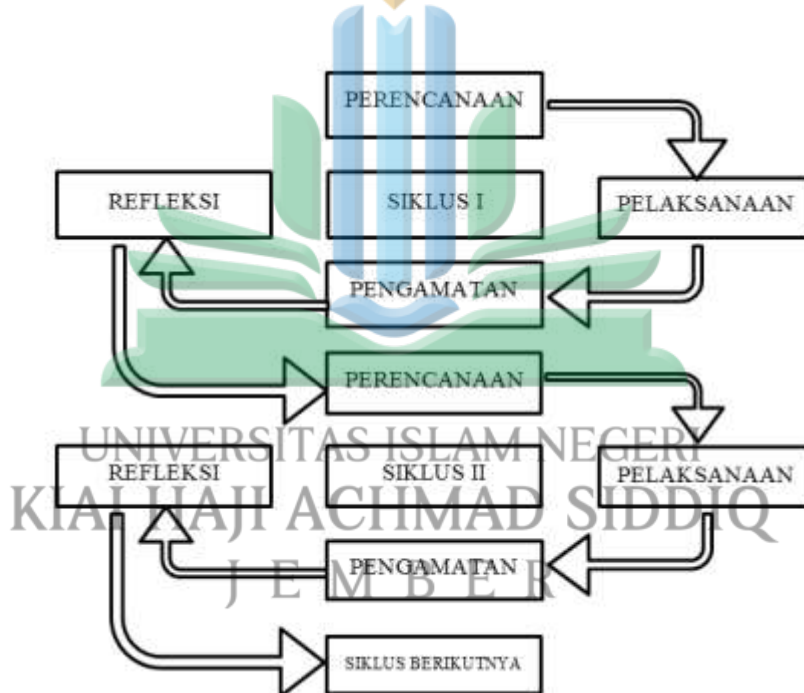 PERENCANAAN
REFLEKSI
SIKLUS I
PELAKSANAAN
PENGAMATAN
PERENCANAAN
UNIVERSITAS ISLAM NEGERI
REFLEKSI
SIKLUS II
PELAKSANAAN
KIAI HAJI ACHMAD SIDDIQ
PENGAMATAN
JEMBER
SIKLUS BERIKUTNYA